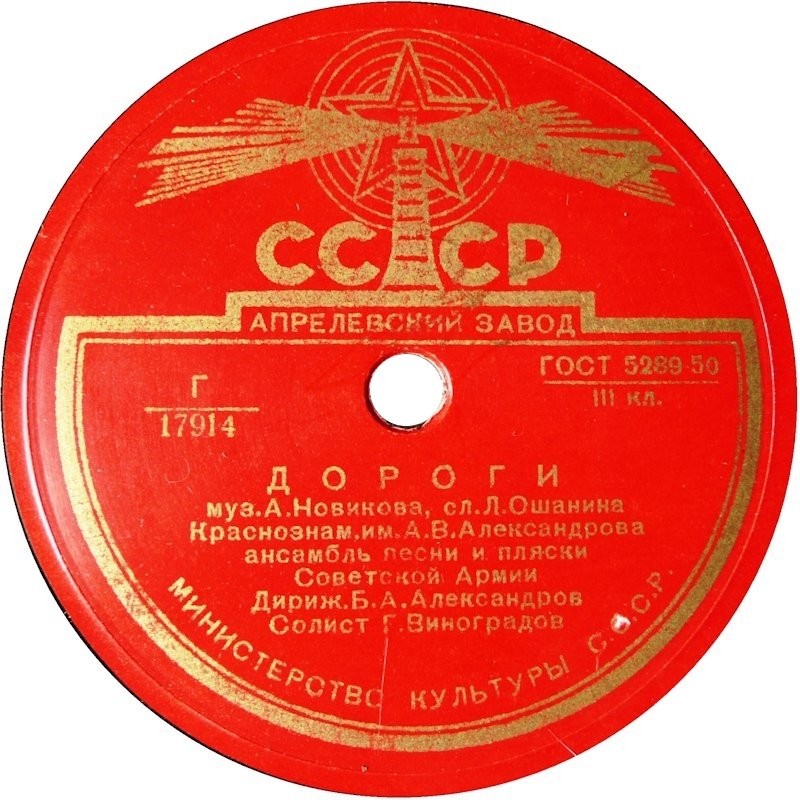 СССР
АПРЕЛЕВСКИЙ ЗАВОД
Г
17914
ГОСТ 5289-50
III кл.
ДОРОГИ
муз.А.Новикова, сл.Л.Ошанина
Краснознам.им.А.В.Александрова
ансамбль песни и пляски
Советской Армии
Дириж.Б.А.Александров
Солист Г.Виноградов
МИНИСТЕРСТВО КУЛЬТУРЫ С.С.С.Р.